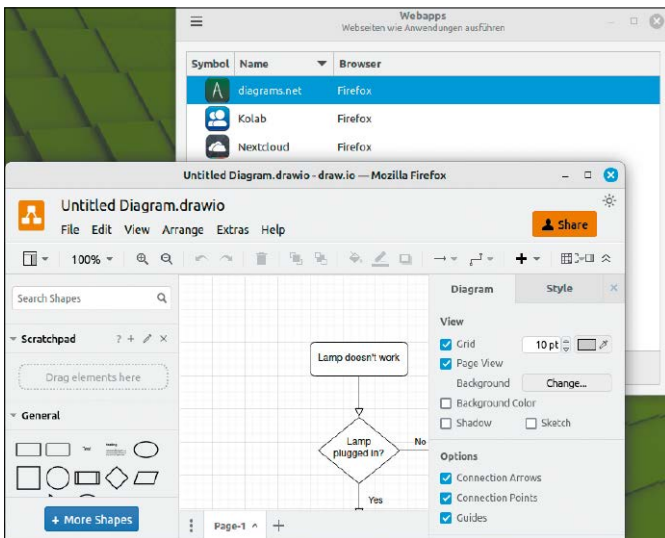 Webapps
Webseiten wie Anwendungen ausführen
Symbol Name Browser
diagrams.net Firefox
Kolab Firefox
Nextcloud Firefox
Untitled Diagram.drawio - draw.io — Mozilla Firefox
Untitled Diagram.drawio
File Edit View Arrange Extras Help
Share
100%
Search Shapes
Scratchpad
Drag elements here
General
Text
+ More Shapes
Lamp doesn't work
Lamp
plugged in?
No
Yes
Page-1
Diagram Style
View
Grid 10 pt
Page View
Background Change...
Background Color
Shadow Sketch
Options
Connection Arrows
Connection Points
Guides